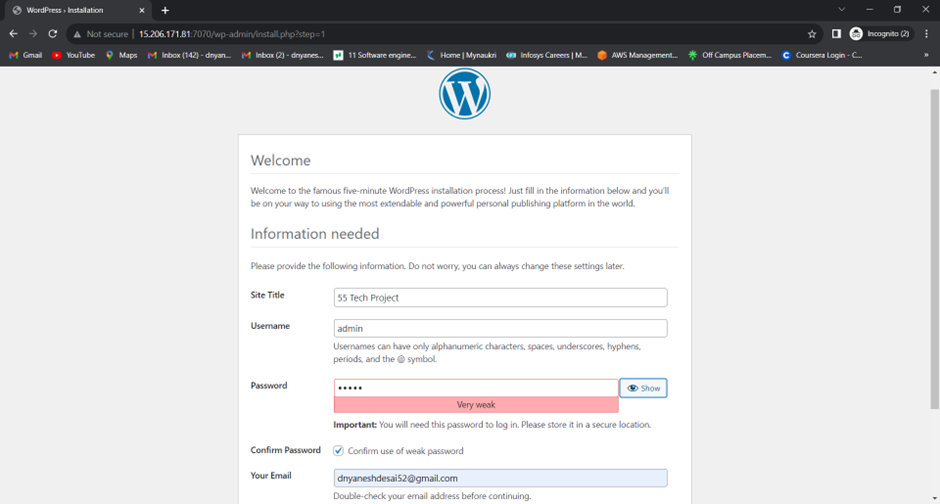 WordPress › Installation
Not secure | 15.206.171.81:7070/wp-admin/install.php?step=1
Incognito (2)
Gmail YouTube Maps Inbox (142) - dnyan... Inbox (2) - dnyanes... 11 Software engine... Home | Mynaukri Infosys Careers | M... AWS Management... Off Campus Placem... Coursera Login - C... »
W
Welcome
Welcome to the famous five-minute WordPress installation process! Just fill in the information below and you'll
be on your way to using the most extendable and powerful personal publishing platform in the world.
Information needed
Please provide the following information. Do not worry, you can always change these settings later.
Site Title
55 Tech Project
Username
admin
Usernames can have only alphanumeric characters, spaces, underscores, hyphens,
periods, and the @ symbol.
Password
•••••
Show
Very weak
Important: You will need this password to log in. Please store it in a secure location.
Confirm Password
Confirm use of weak password
Your Email
dnyaneshdesai52@gmail.com
Double-check your email address before continuing.